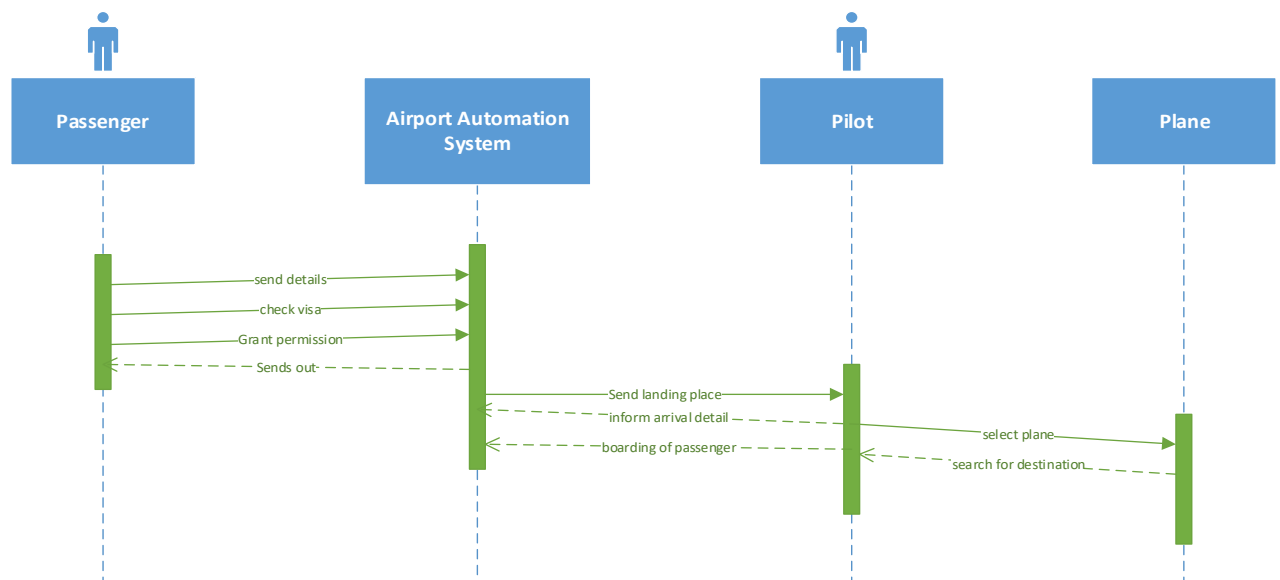 Passenger
Airport Automation
System
Pilot
Plane
send details
check visa
Grant permission
Sends out
Send landing place
inform arrival detail
select plane
boarding of passenger
search for destination